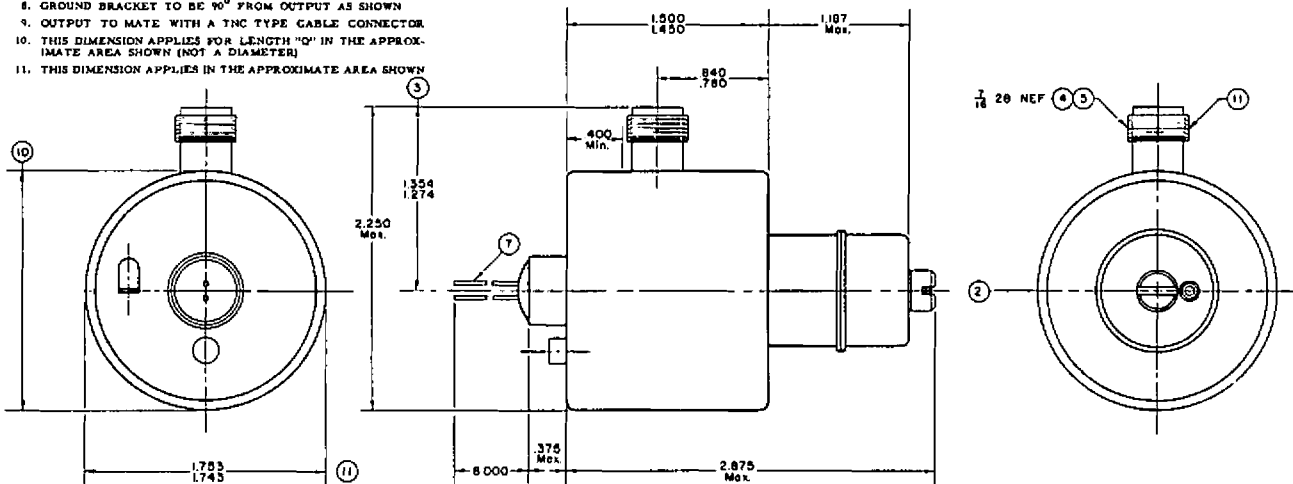 8. GROUND BRACKET TO BE 90° FROM OUTPUT AS SHOWN
9. OUTPUT TO MATE WITH A TNC TYPE CABLE CONNECTOR
10. THIS DIMENSION APPLIES FOR LENGTH "Q" IN THE APPROX-
IMATE AREA SHOWN (NOT A DIAMETER)
11. THIS DIMENSION APPLIES IN THE APPROXIMATE AREA SHOWN
1.500
1.450
1.187
Max.
.840
.780
3
.400
Min.
7/16 28 NEF 4 5
11
10
1.354
1.274
2.250
Max.
7
2
1.753
1.743
11
6.000
.375
Max.
2.875
Max.